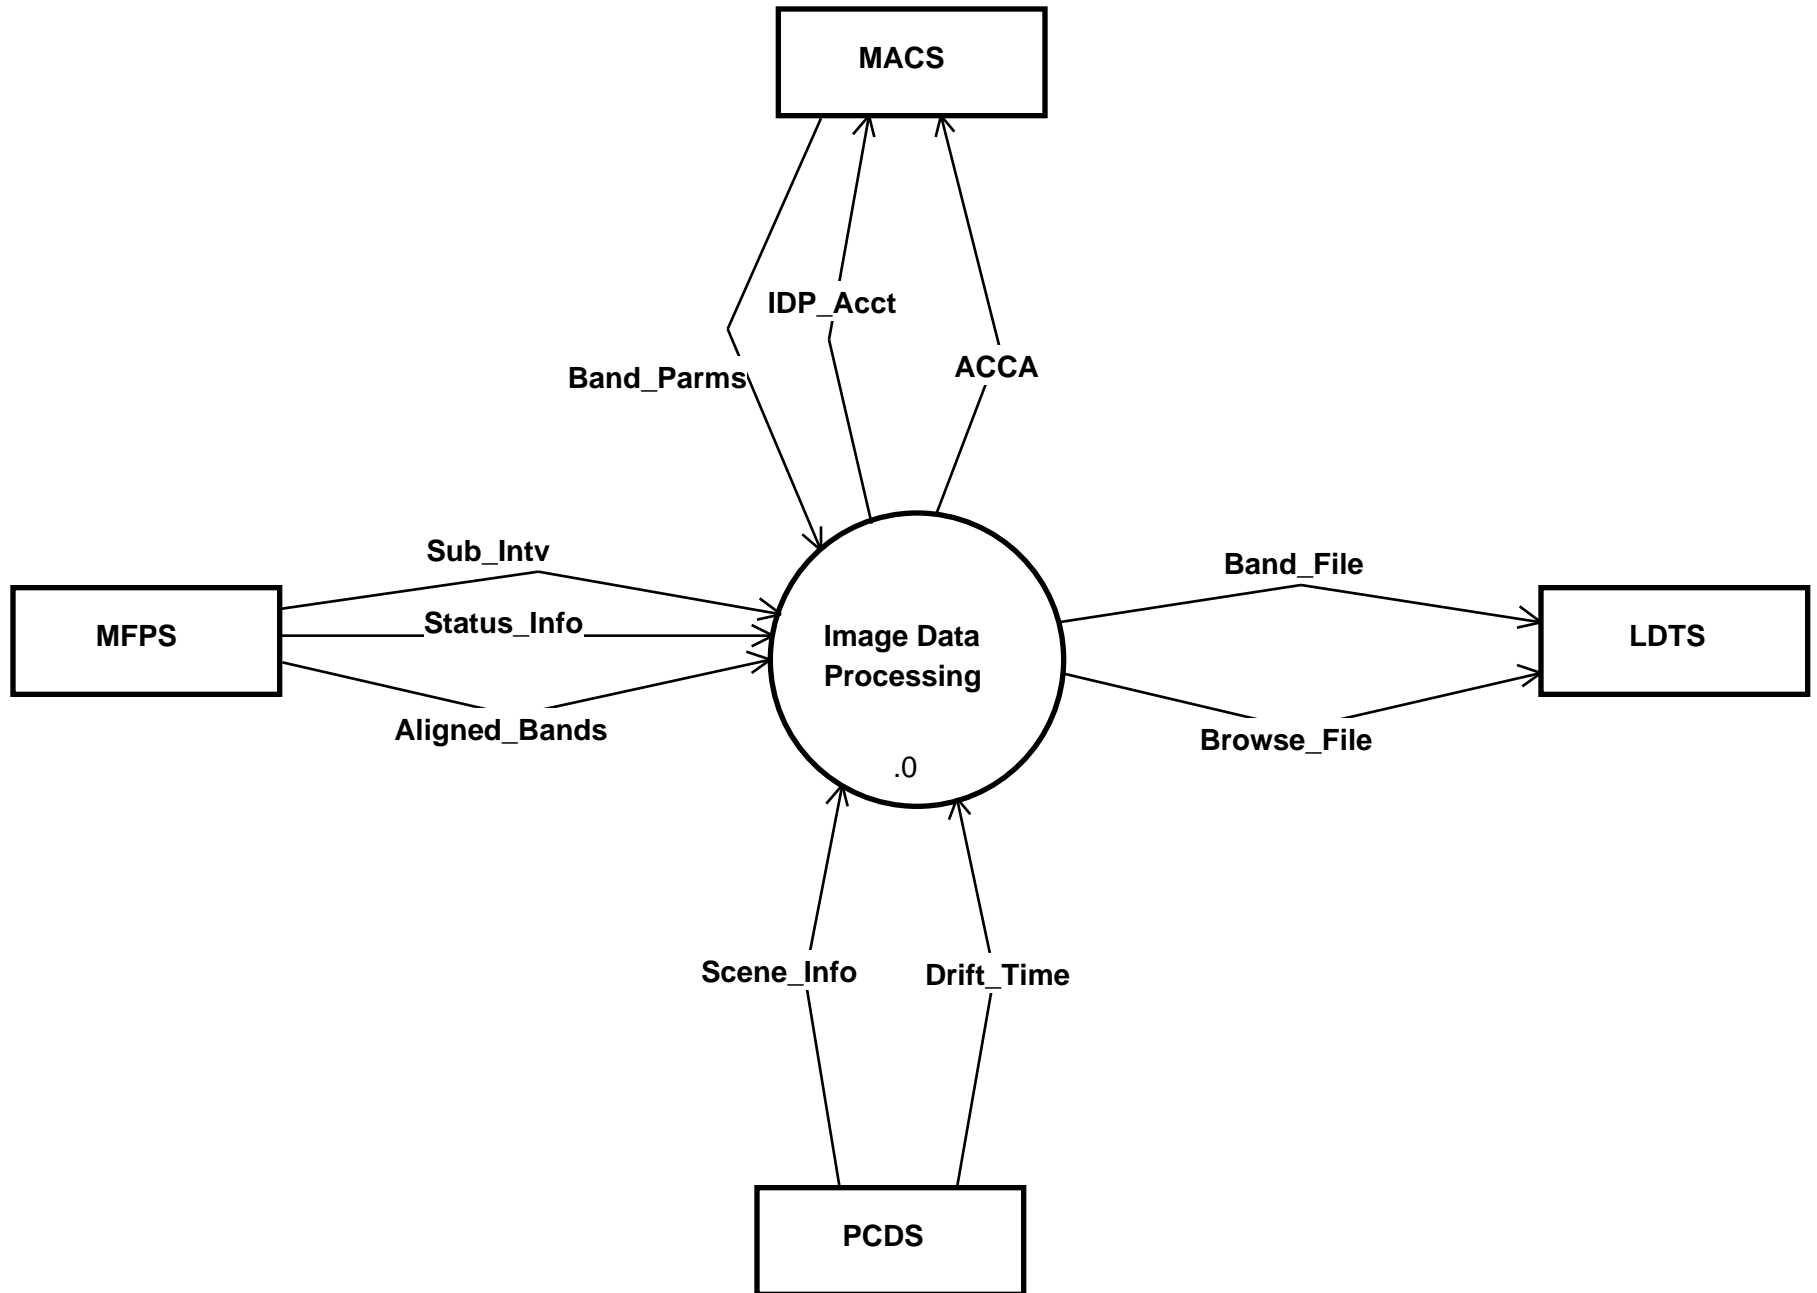 MACS
IDP_Acct
ACCA
Band_Parms
Sub_Intv
Band_File
Status_Info
MFPS
Image Data
Processing
LDTS
Aligned_Bands
Browse_File
.0
Scene_Info
Drift_Time
PCDS